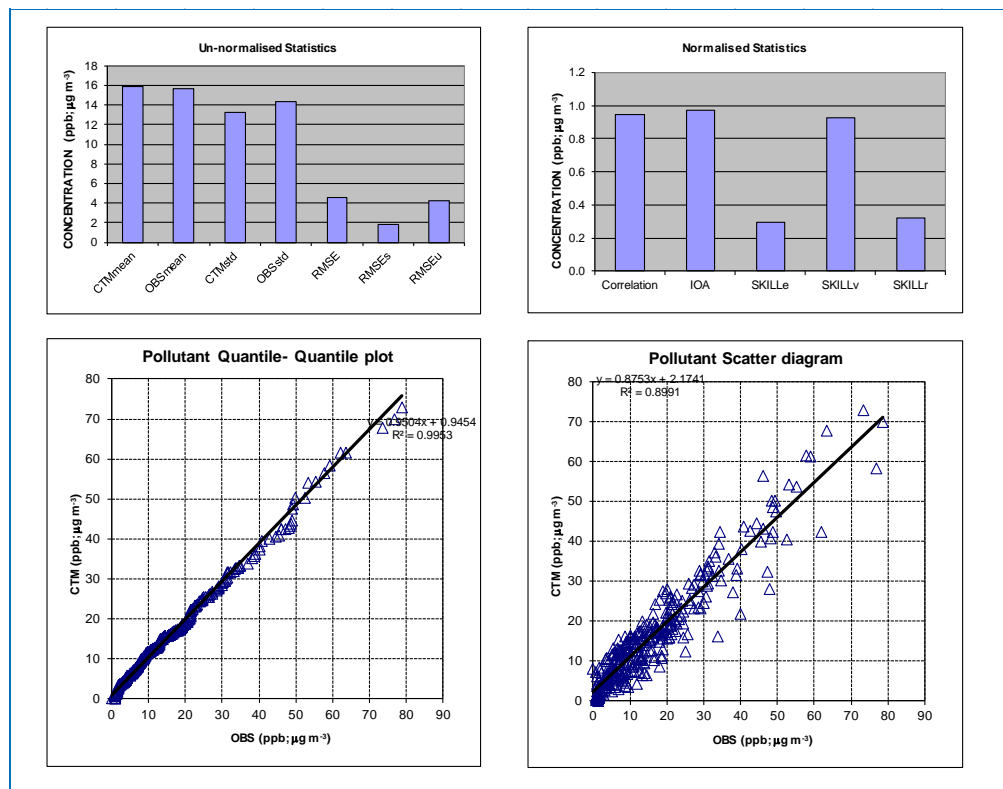 Un-normalised Statistics
18
16
14
12
10
8
6
4
2
0
CONCENTRATION (ppb;µg m-3)
CTMmean
OBSmean
CTMstd
OBSstd
RMSE
RMSEs
RMSEu
Normalised Statistics
1.2
1.0
0.8
0.6
0.4
0.2
0.0
CONCENTRATION (ppb;µg m-3)
Correlation
IOA
SKILLe
SKILLv
SKILLr
Pollutant Quantile- Quantile plot
80
70
60
50
40
30
20
10
0
CTM (ppb;µg m-3)
y = 0.9504x + 0.9454
R² = 0.9953
0 10 20 30 40 50 60 70 80 90
OBS (ppb;µg m-3)
Pollutant Scatter diagram
y = 0.8753x + 2.1741
R² = 0.8991
80
70
60
50
40
30
20
10
0
CTM (ppb;µg m-3)
0 10 20 30 40 50 60 70 80 90
OBS (ppb;µg m-3)